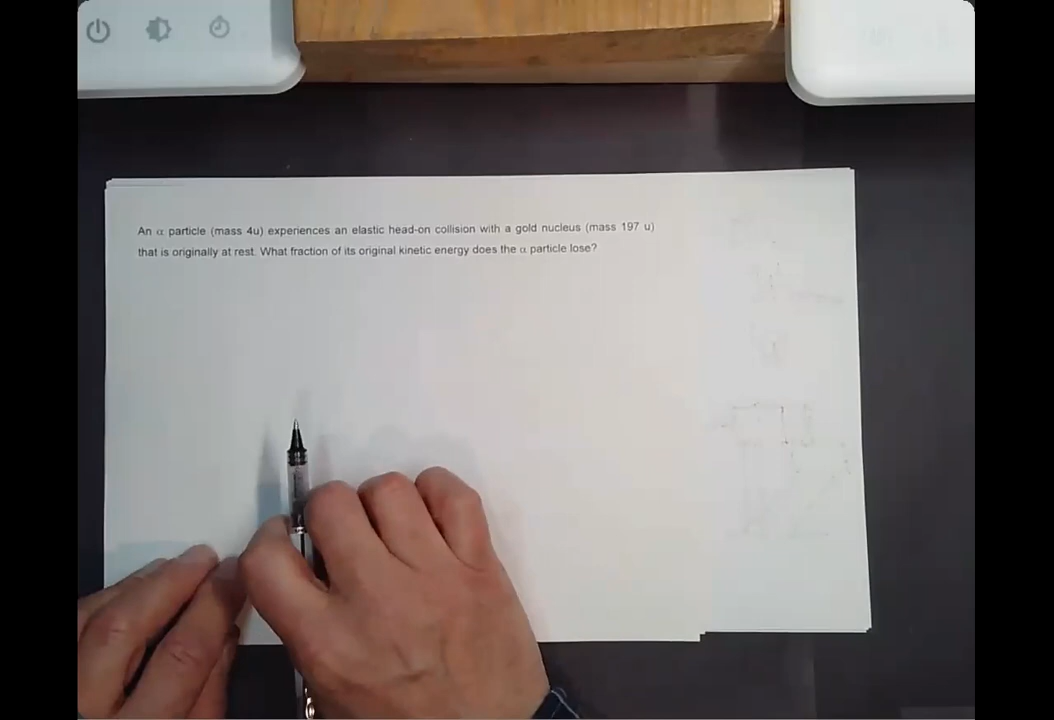 An α particle (mass 4u) experiences an elastic head-on collision with a gold nucleus (mass 197 u)
that is originally at rest. What fraction of its original kinetic energy does the α particle lose?